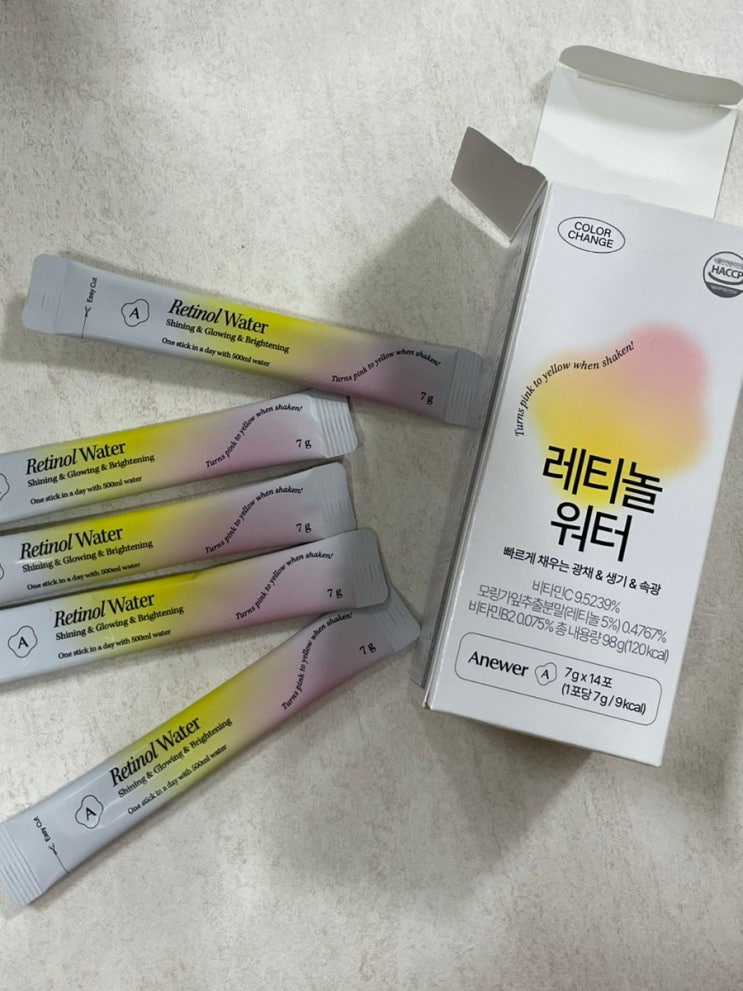 COLOR
CHANGE
HACCP
Turns pink to yellow when shaken!
레티놀
워터
빠르게 채우는 광채 & 생기 & 속광
비타민C 9.5239%
모링가잎추출분말(레티놀 5%) 0.4767%
비타민B2 0.075% 총 내용량 98g(120kcal)
Anewer A
7g x 14포
(1포당 7g/9kcal)
Easy Cut
A
Retinol Water
Shining & Glowing & Brightening
One stick in a day with 500ml water
Turns pink to yellow when shaken!
7g
Retinol Water
Shining & Glowing & Brightening
One stick in a day with 500ml water
Turns pink to yellow when shaken!
7g
Retinol Water
Shining & Glowing & Brightening
One stick in a day with 500ml water
Turns pink to yellow when shaken!
7g
A
Retinol Water
Shining & Glowing & Brightening
One stick in a day with 500ml water
Turns pink to yellow when shaken!
7g
Easy Cut
A
Retinol Water
Shining & Glowing & Brightening
One stick in a day with 500ml water
Turns pink to yellow when shaken!
7g